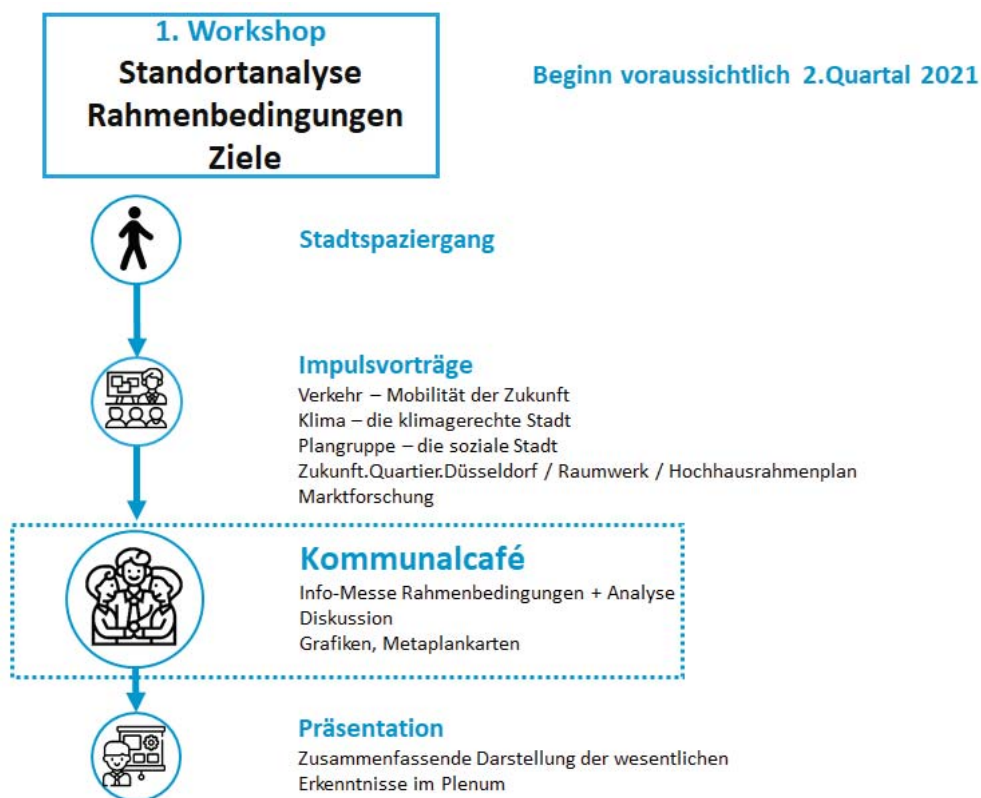 1. Workshop
Standortanalyse
Rahmenbedingungen
Ziele
Beginn voraussichtlich 2.Quartal 2021
Stadtspaziergang
Impulsvorträge
Verkehr – Mobilität der Zukunft
Klima – die klimagerechte Stadt
Plangruppe – die soziale Stadt
Zukunft.Quartier.Düsseldorf / Raumwerk / Hochhausrahmenplan
Marktforschung
Kommunalcafé
Info-Messe Rahmenbedingungen + Analyse
Diskussion
Grafiken, Metaplankarten
Präsentation
Zusammenfassende Darstellung der wesentlichen
Erkenntnisse im Plenum